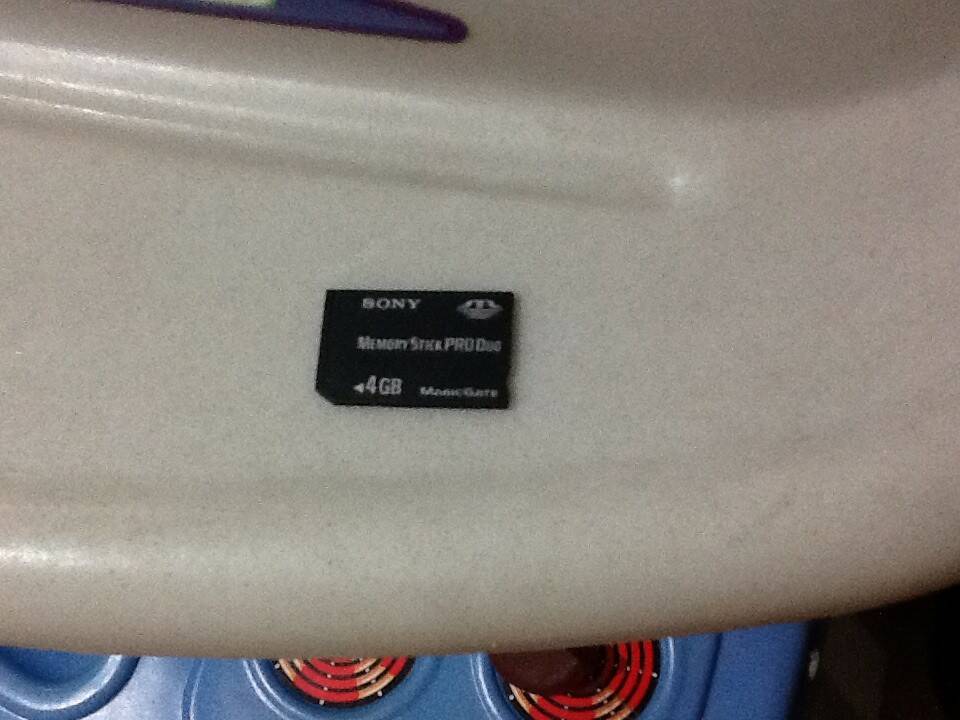 SONY
MEMORY STICK PRO DUO
4GB MAGICGATE